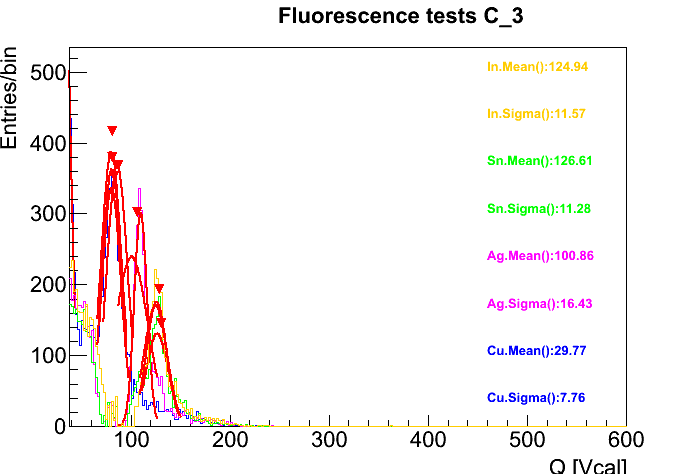 Fluorescence tests C_3
Entries/bin
500
400
300
200
100
0
In.Mean():124.94
In.Sigma():11.57
Sn.Mean():126.61
Sn.Sigma():11.28
Ag.Mean():100.86
Ag.Sigma():16.43
Cu.Mean():29.77
Cu.Sigma():7.76
100 200 300 400 500 600
Q [Vcal]